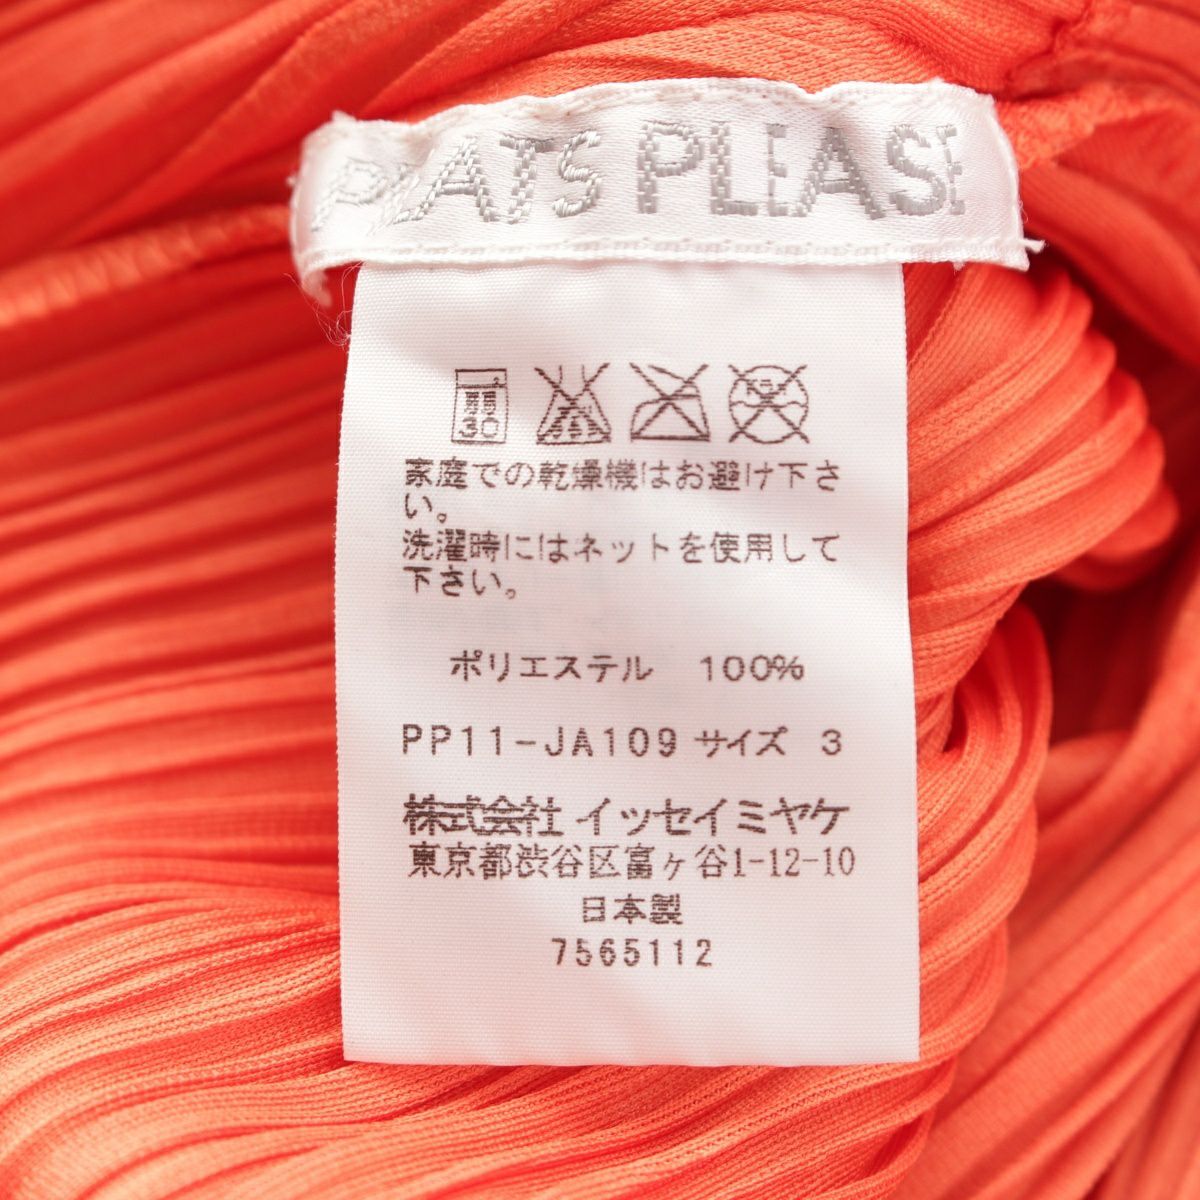 PLATS PLEASE
弱
30
家庭での乾燥機はお避け下さ
い。
洗濯時にはネットを使用して
下さい。
ポリエステル 100%
PP11-JA109 サイズ 3
株式会社 イッセイミヤケ
東京都渋谷区富ヶ谷1-12-10
日本製
7565112